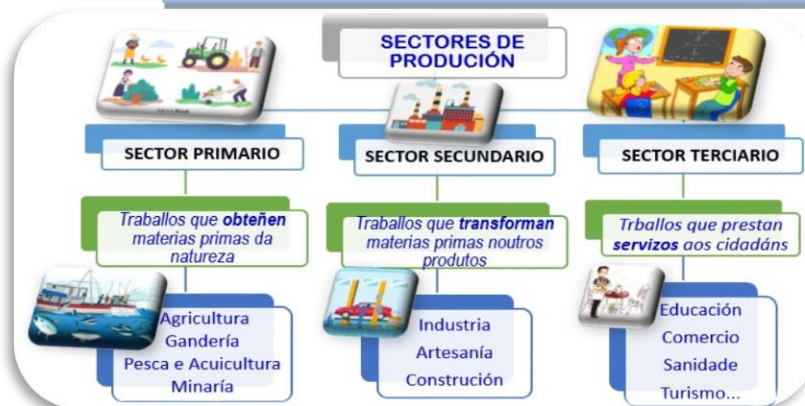 SECTORES DE
PRODUCIÓN
SECTOR PRIMARIO
SECTOR SECUNDARIO
SECTOR TERCIARIO
Traballos que obteñen
materias primas da
natureza
Traballos que transforman
materias primas noutros
produtos
Trballos que prestan
servizos aos cidadáns
Agricultura
Gandería
Pesca e Acuicultura
Minaría
Industria
Artesanía
Construción
Educación
Comercio
Sanidade
Turismo...